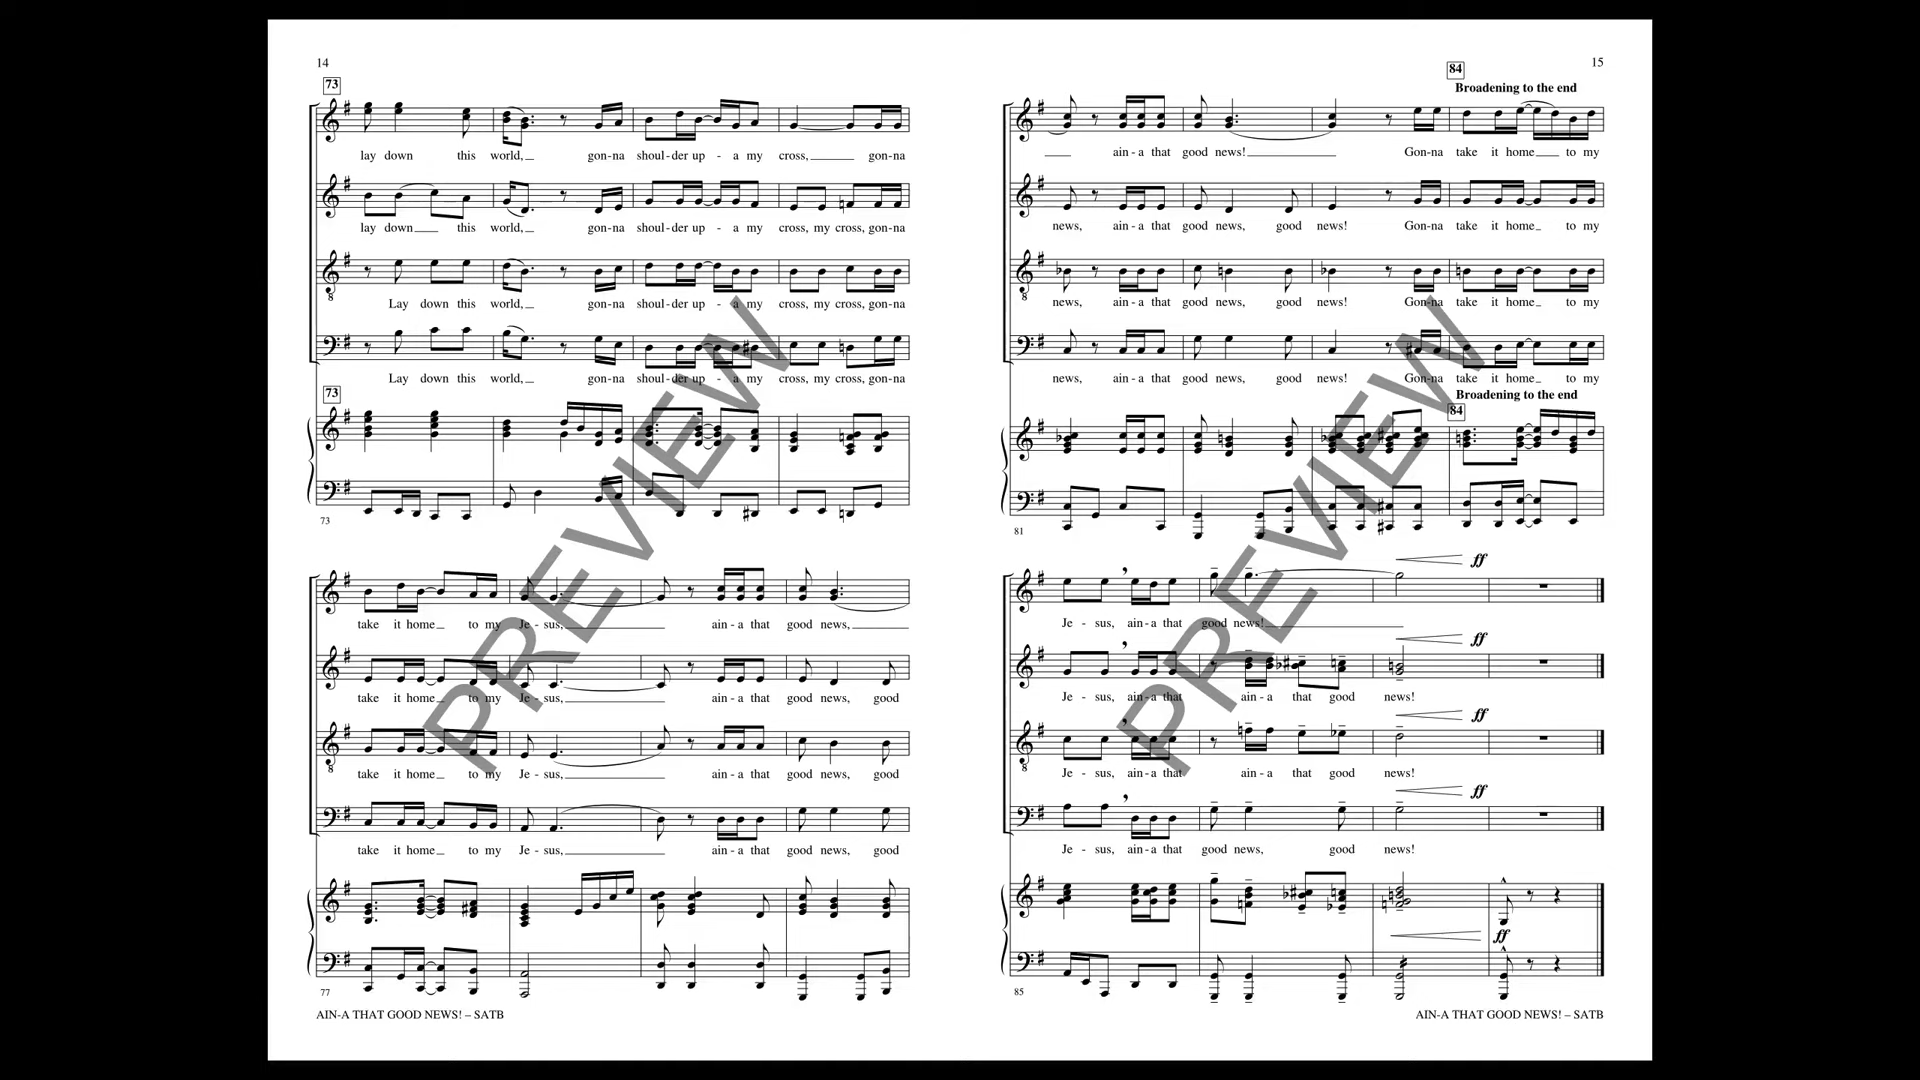 14
73
lay down this world, gon-na shoul-der up - a my cross, gon-na
lay down this world, gon-na shoul-der up - a my cross, my cross, gon-na
Lay down this world, gon-na shoul-der up - a my cross, my cross, gon-na
Lay down this world, gon-na shoul-der up - a my cross, my cross, gon-na
73
73
take it home to my Je - sus, ain - a that good news,
take it home to my Je - sus, ain - a that good news, good
take it home to my Je - sus, ain - a that good news, good
take it home to my Je - sus, ain - a that good news, good
77
AIN-A THAT GOOD NEWS! – SATB
PREVIEW
15
84
Broadening to the end
ain - a that good news! Gon-na take it home to my
news, ain - a that good news, good news! Gon-na take it home to my
news, ain - a that good news, good news! Gon-na take it home to my
news, ain - a that good news, good news! Gon-na take it home to my
Broadening to the end
84
81
ff
Je - sus, ain-a that good news!
ff
Je - sus, ain-a that ain - a that good news!
ff
Je - sus, ain-a that ain - a that good news!
ff
Je - sus, ain-a that good news, good news!
ff
85
AIN-A THAT GOOD NEWS! – SATB
PREVIEW